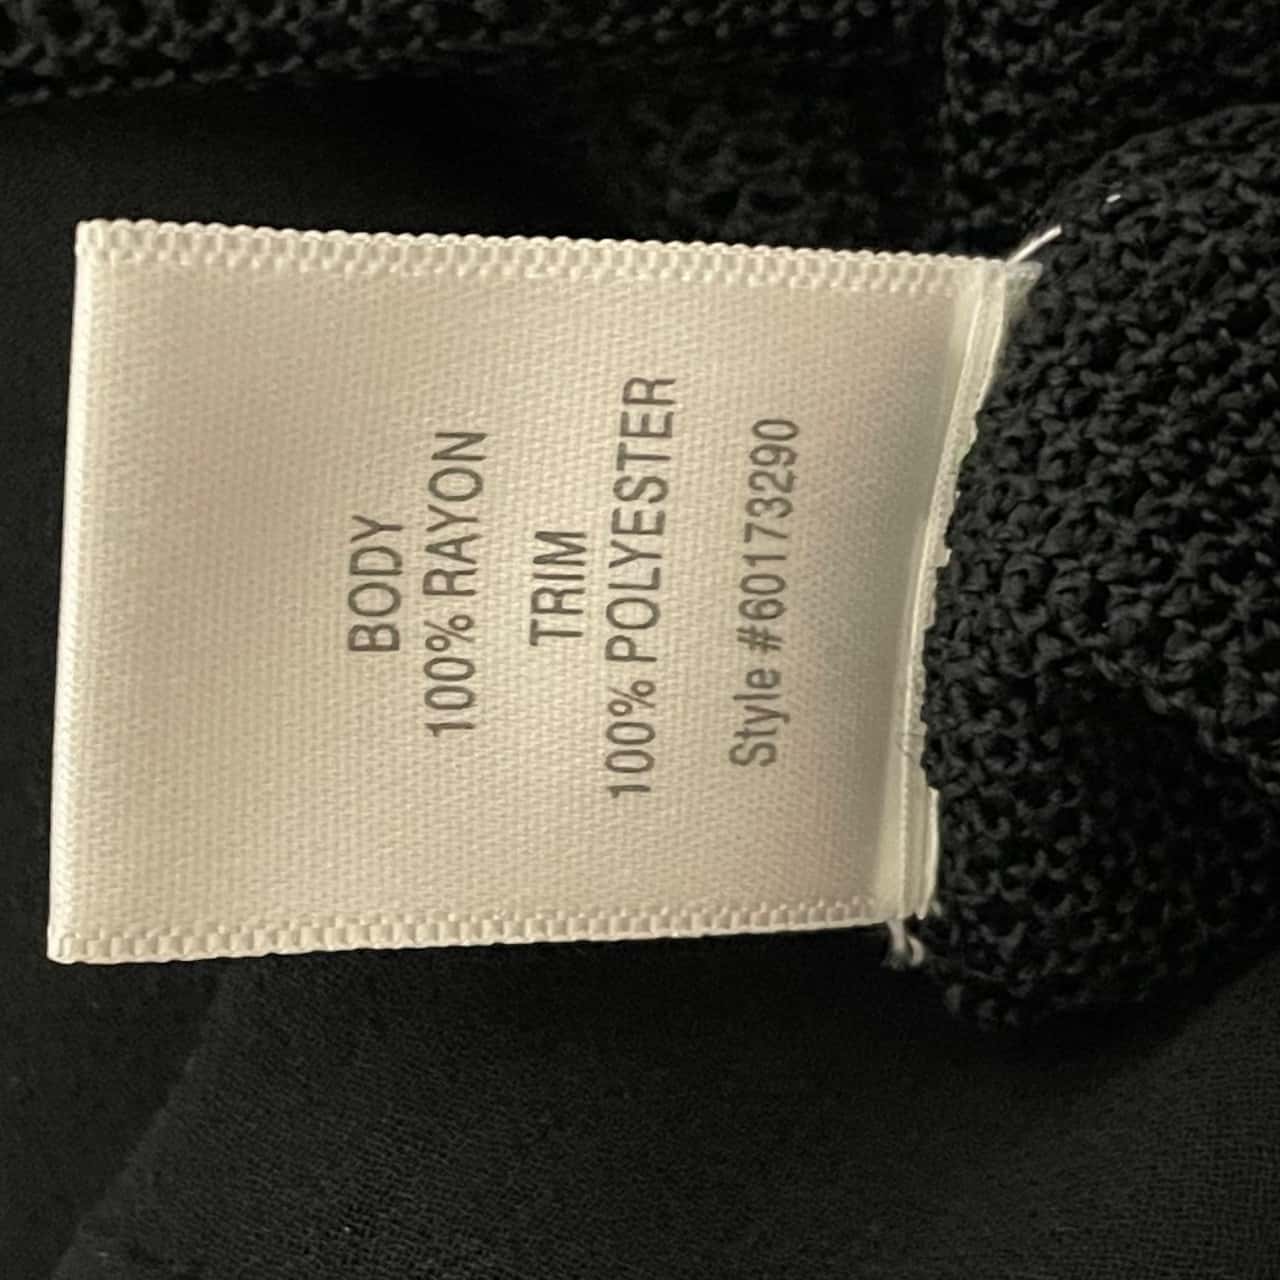 BODY
100% RAYON
TRIM
100% POLYESTER
Style #60173290